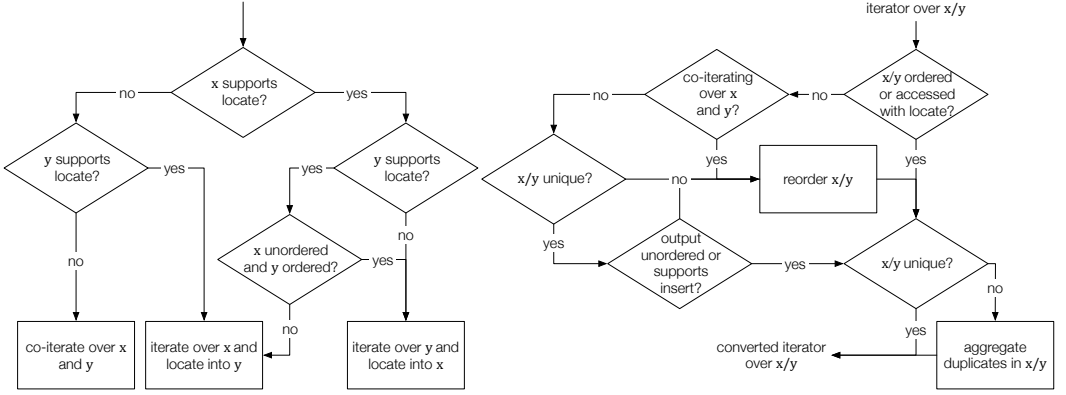 x supports
locate?
no
yes
y supports
locate?
yes
no
y supports
locate?
yes
no
x unordered
and y ordered?
yes
no
co-iterate over x
and y
iterate over x and
locate into y
iterate over y and
locate into x
iterator over x/y
x/y ordered
or accessed
with locate?
no
yes
co-iterating
over x
and y?
no
yes
x/y unique?
no
yes
reorder x/y
output
unordered or
supports
insert?
yes
x/y unique?
no
yes
aggregate
duplicates in x/y
converted iterator
over x/y